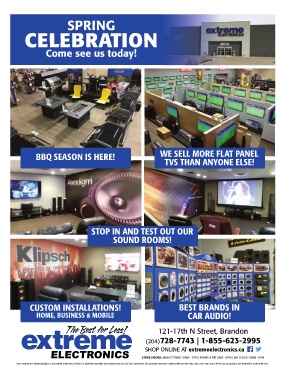 SPRING
CELEBRATION
Come see us today!
extreme
ELECTRONICS
BBQ SEASON IS HERE!
WE SELL MORE FLAT PANEL
TVS THAN ANYONE ELSE!
Paradigm
STOP IN AND TEST OUT OUR
SOUND ROOMS!
Klipsch
CUSTOM INSTALLATIONS!
HOME, BUSINESS & MOBILE
BEST BRANDS IN
CAR AUDIO!
The Best for Less!
extreme
ELECTRONICS
121-17th N Street, Brandon
(204)728-7743 | 1-855-623-2995
SHOP ONLINE AT extremeelectronics.ca